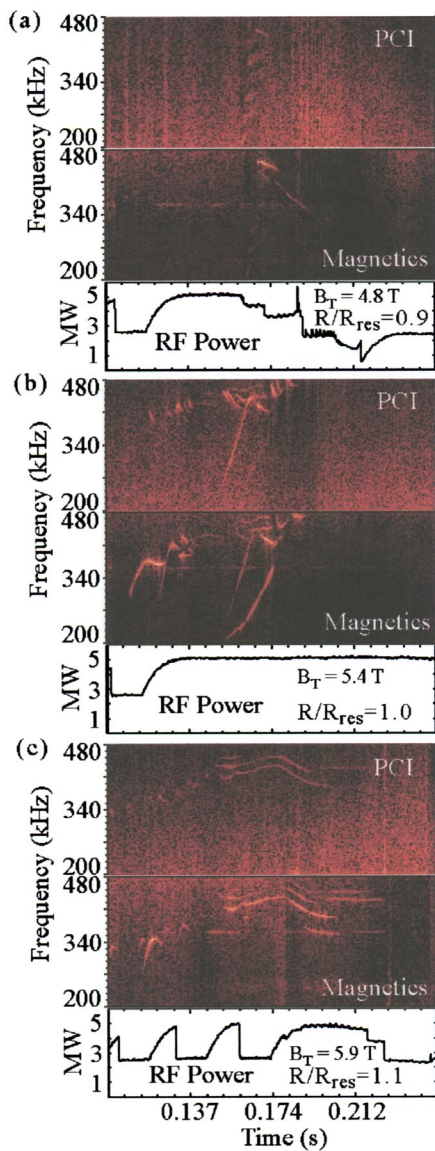 (a)
480
PCI
340
200
Frequency (kHz)
480
340
200
Magnetics
5
3
1
MW
RF Power
B_T = 4.8 T
R/R_res=0.91
(b)
480
PCI
340
200
Frequency (kHz)
480
340
200
Magnetics
5
3
1
MW
RF Power
B_T = 5.4 T
R/R_res=1.0
(c)
480
PCI
340
200
Frequency (kHz)
480
340
200
Magnetics
5
3
1
MW
RF Power
B_T = 5.9 T
R/R_res=1.1
0.137 0.174 0.212
Time (s)